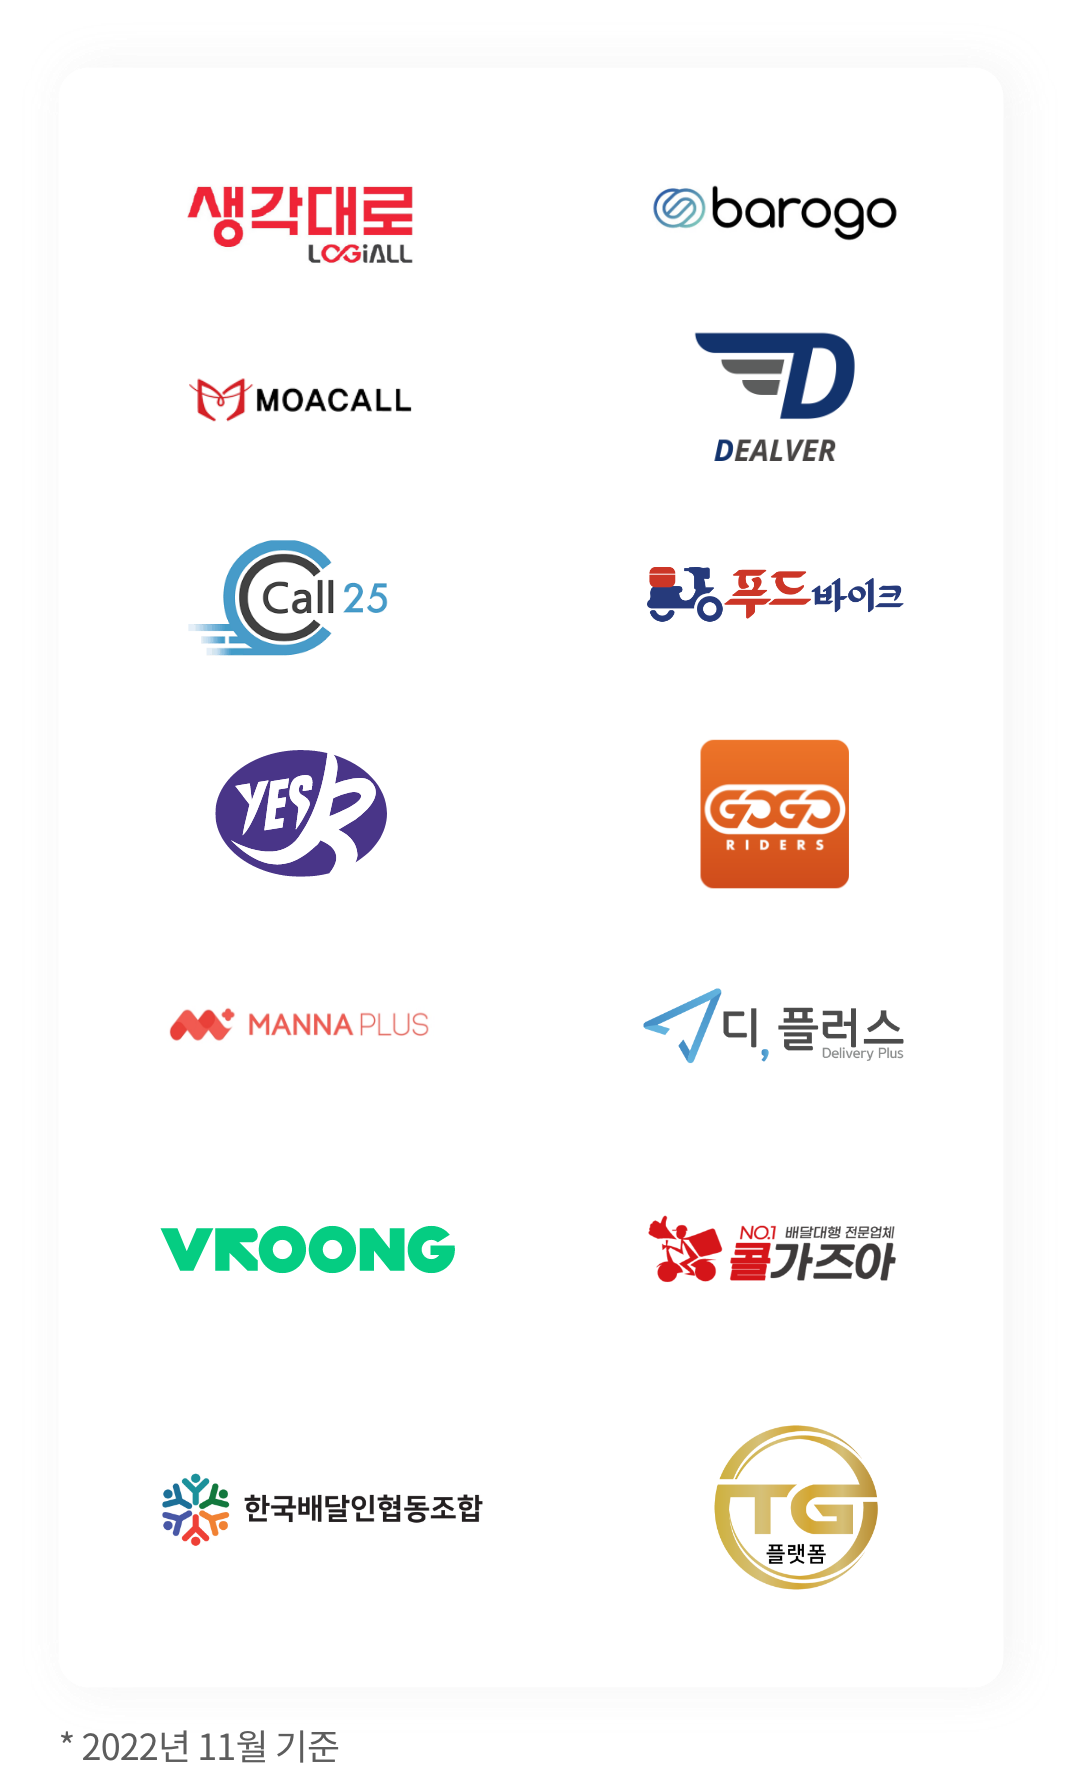 생각대로
LOGiALL
barogo
MOACALL
D
DEALVER
Call 25
푸드바이크
YES
GOGO
RIDERS
MANNA PLUS
디, 플러스
Delivery Plus
VROONG
NO.1 배달대행 전문업체
콜가즈아
한국배달인협동조합
TG
플랫폼
* 2022년 11월 기준